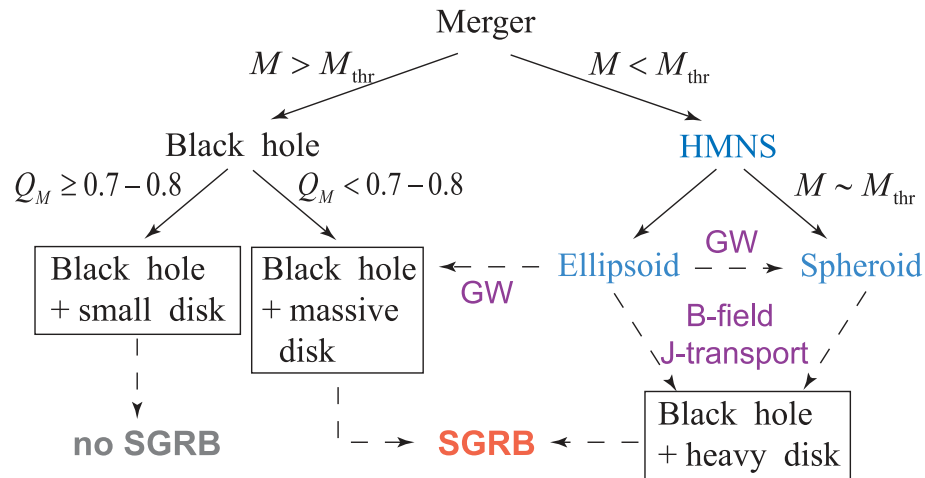 Merger
M > M_thr
M < M_thr
Black hole
HMNS
Q_M ≥ 0.7 – 0.8
Q_M < 0.7 – 0.8
M ~ M_thr
Black hole
+ small disk
Black hole
+ massive
disk
GW
Ellipsoid
GW
Spheroid
B-field
J-transport
no SGRB
SGRB
Black hole
+ heavy disk